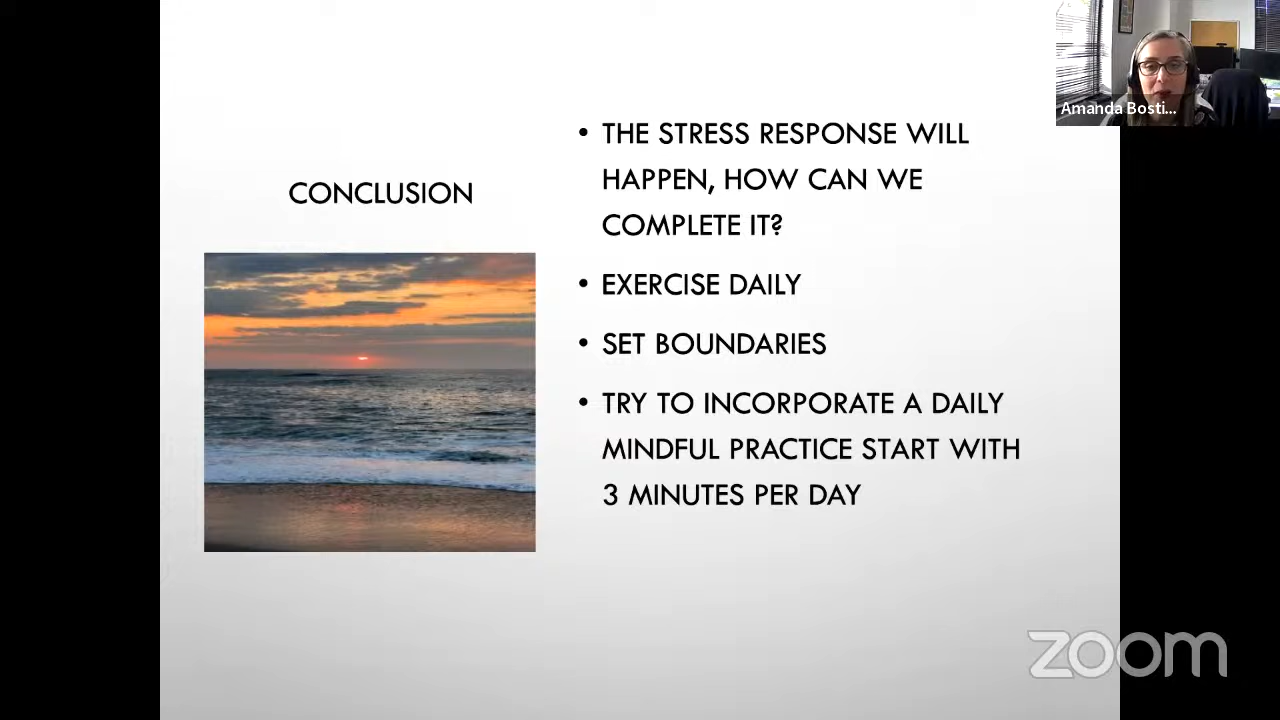 Amanda Bosti...
CONCLUSION
• THE STRESS RESPONSE WILL
HAPPEN, HOW CAN WE
COMPLETE IT?
• EXERCISE DAILY
• SET BOUNDARIES
• TRY TO INCORPORATE A DAILY
MINDFUL PRACTICE START WITH
3 MINUTES PER DAY
zoom